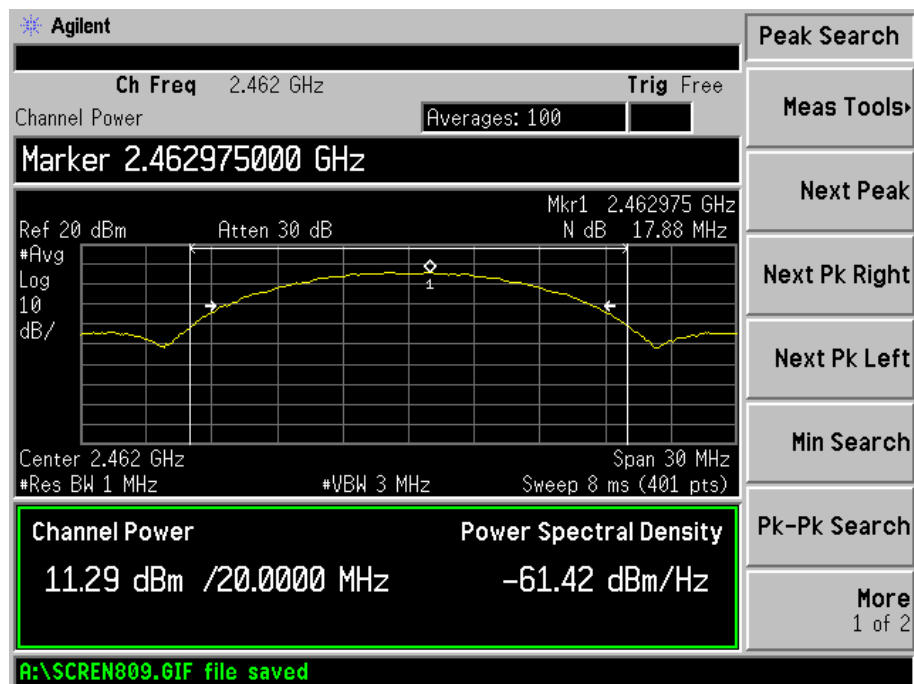 Agilent
Peak Search
Ch Freq 2.462 GHz Trig Free
Channel Power Averages: 100
Meas Tools
Marker 2.462975000 GHz
Next Peak
Mkr1 2.462975 GHz
Ref 20 dBm Atten 30 dB N dB 17.88 MHz
#Avg
Log
10
dB/
1
Next Pk Right
Next Pk Left
Min Search
Center 2.462 GHz Span 30 MHz
#Res BW 1 MHz #VBW 3 MHz Sweep 8 ms (401 pts)
Channel Power Power Spectral Density
11.29 dBm /20.0000 MHz -61.42 dBm/Hz
Pk-Pk Search
More
1 of 2
A:\SCREN809.GIF file saved